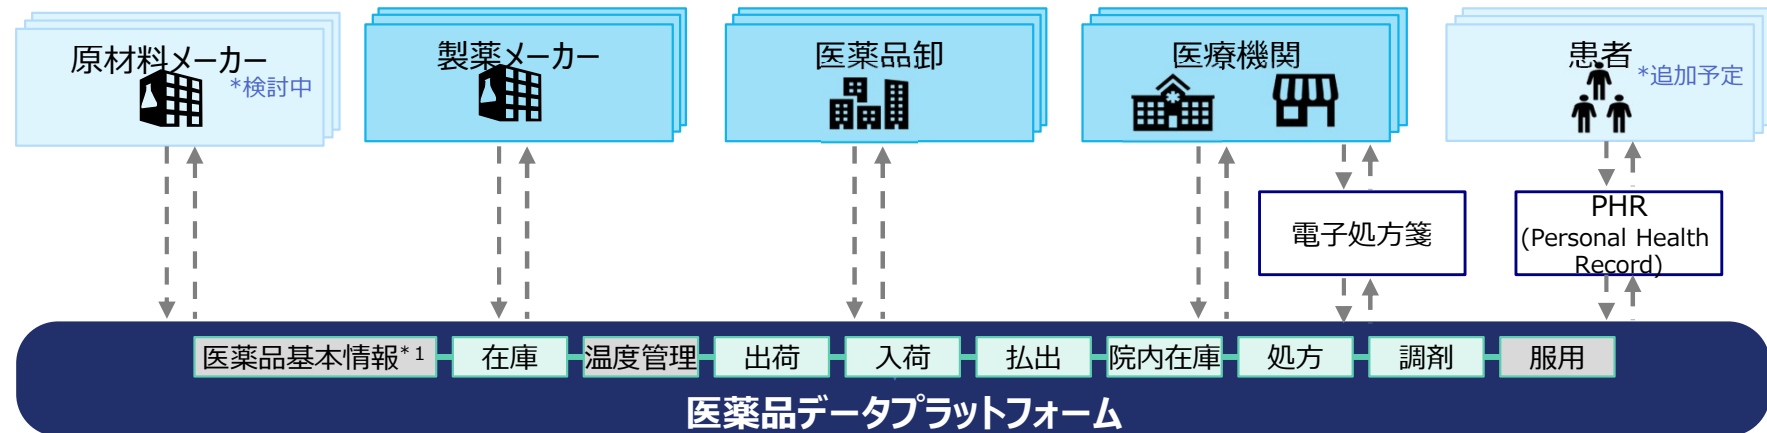 原材料メーカー
*検討中
製薬メーカー
医薬品卸
医療機関
患者
*追加予定
電子処方箋
PHR
(Personal Health
Record)
医薬品基本情報*1
在庫
温度管理
出荷
入荷
払出
院内在庫
処方
調剤
服用
医薬品データプラットフォーム